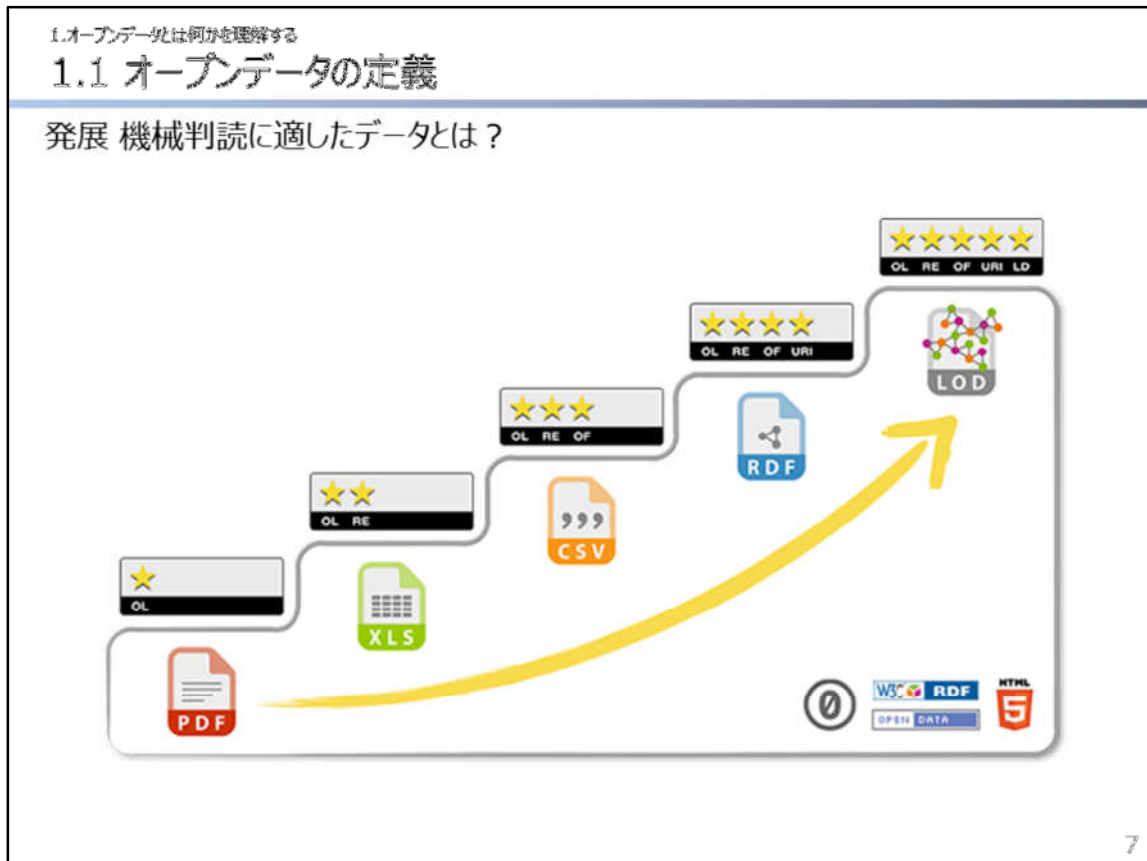 1.オープンデータとは何かを理解する
1.1 オープンデータの定義
発展 機械判読に適したデータとは？
OL RE OF URI LD
LOD
OL RE OF URI
RDF
OL RE OF
CSV
OL RE
XLS
OL
PDF
W3C RDF
OPEN DATA
HTML
5
0
7